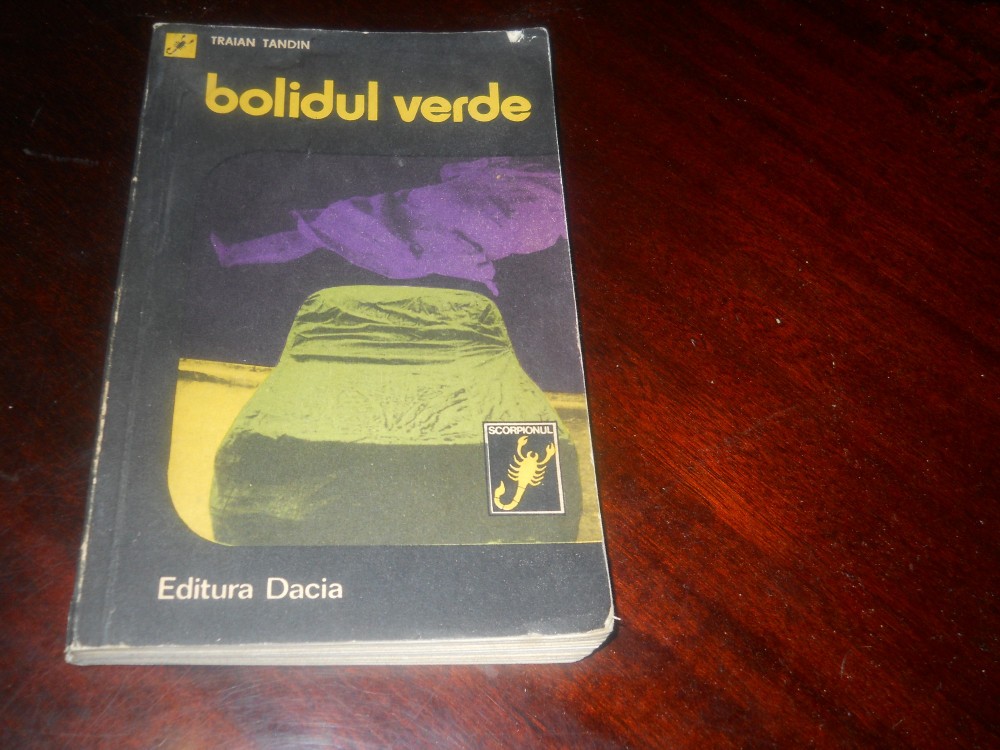 TRAIAN TANDIN
bolidul verde
SCORPIONUL
Editura Dacia